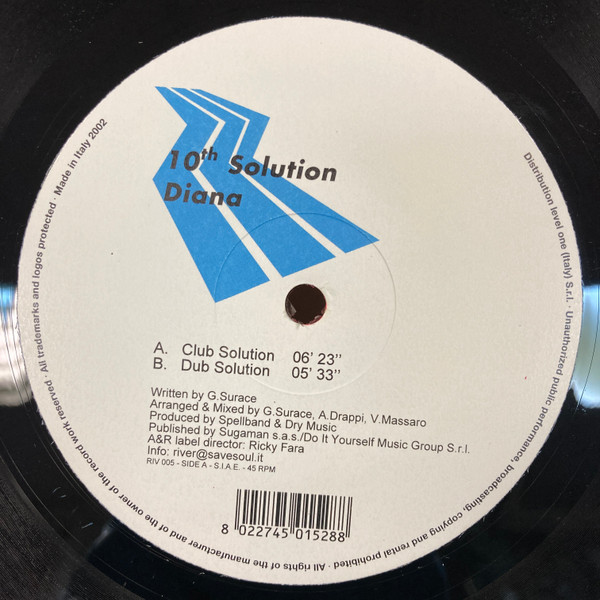 10th Solution
Diana
A. Club Solution 06' 23"
B. Dub Solution 05' 33"
Written by G.Surace
Arranged & Mixed by G.Surace, A.Drappi, V.Massaro
Produced by Spellband & Dry Music
Published by Sugaman s.a.s./Do It Yourself Music Group S.r.l.
A&R label director: Ricky Fara
Info: river@savesoul.it
RIV 005 - SIDE A - S.I.A.E. - 45 RPM
8 022745 015288
Distribution level one (Italy) S.r.l. · Unauthorized public performance, broadcasting, copying and rental prohibited · All rights of the manufacturer and of the owner of the record work reserved · All trademarks and logos protected · Made in Italy 2002